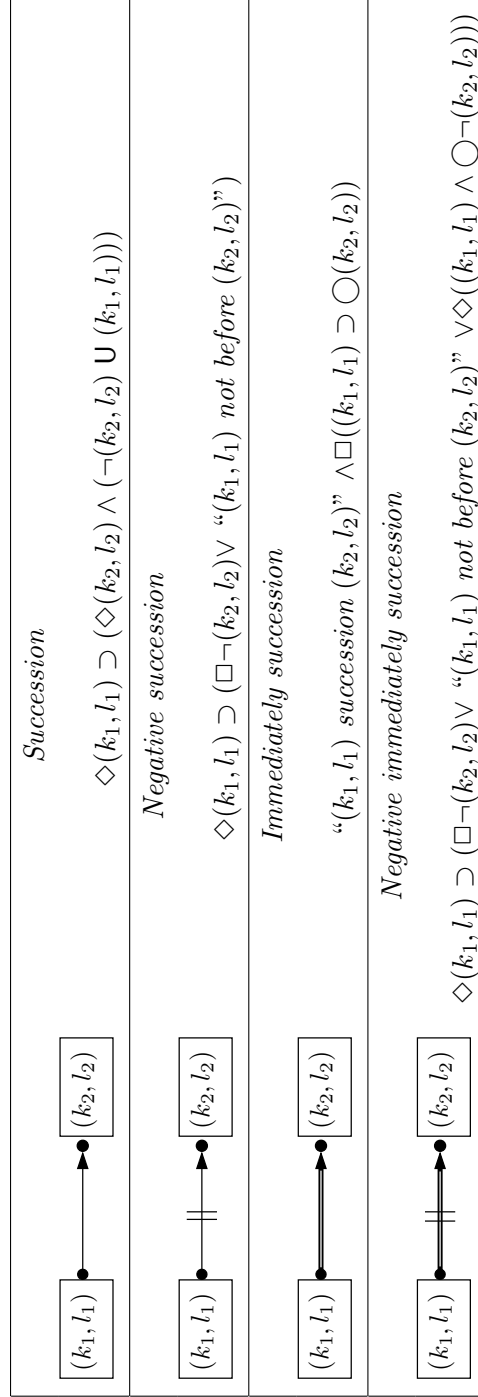 Succession
(k₁, l₁) (k₂, l₂)
◇(k₁, l₁) ⊃ (◇(k₂, l₂) ∧ (¬(k₂, l₂) U (k₁, l₁)))
Negative succession
(k₁, l₁) (k₂, l₂)
◇(k₁, l₁) ⊃ (□¬(k₂, l₂)∨ “(k₁, l₁) not before (k₂, l₂)”)
Immediately succession
(k₁, l₁) (k₂, l₂)
“(k₁, l₁) succession (k₂, l₂)” ∧□((k₁, l₁) ⊃ ◯(k₂, l₂))
Negative immediately succession
(k₁, l₁) (k₂, l₂)
◇(k₁, l₁) ⊃ (□¬(k₂, l₂)∨ “(k₁, l₁) not before (k₂, l₂)” ∨◇((k₁, l₁) ∧ ◯¬(k₂, l₂)))